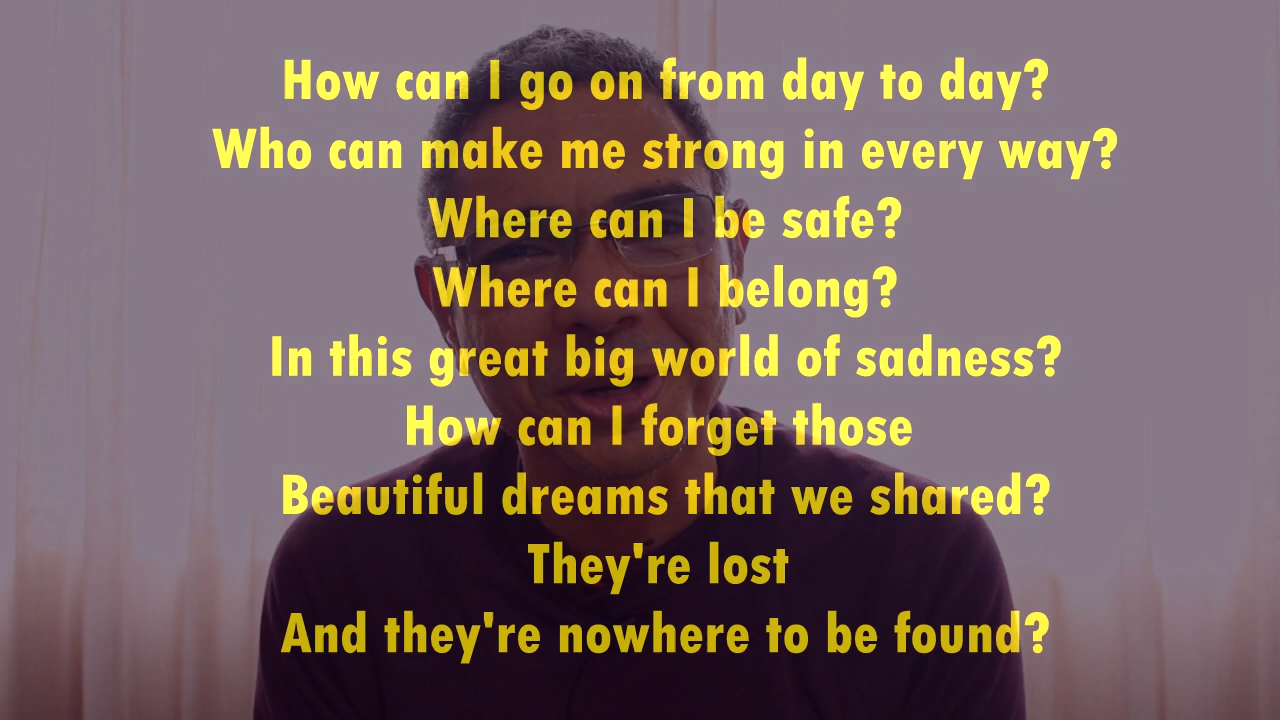 How can I go on from day to day?
Who can make me strong in every way?
Where can I be safe?
Where can I belong?
In this great big world of sadness?
How can I forget those
Beautiful dreams that we shared?
They're lost
And they're nowhere to be found?